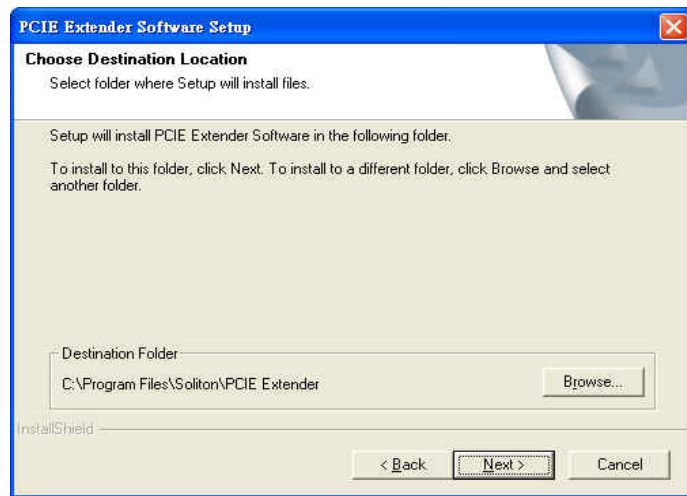 PCIE Extender Software Setup
Choose Destination Location
Select folder where Setup will install files.
Setup will install PCIE Extender Software in the following folder.
To install to this folder, click Next. To install to a different folder, click Browse and select
another folder.
Destination Folder
C:\Program Files\Soliton\PCIE Extender
Browse...
InstallShield
< Back
Next >
Cancel